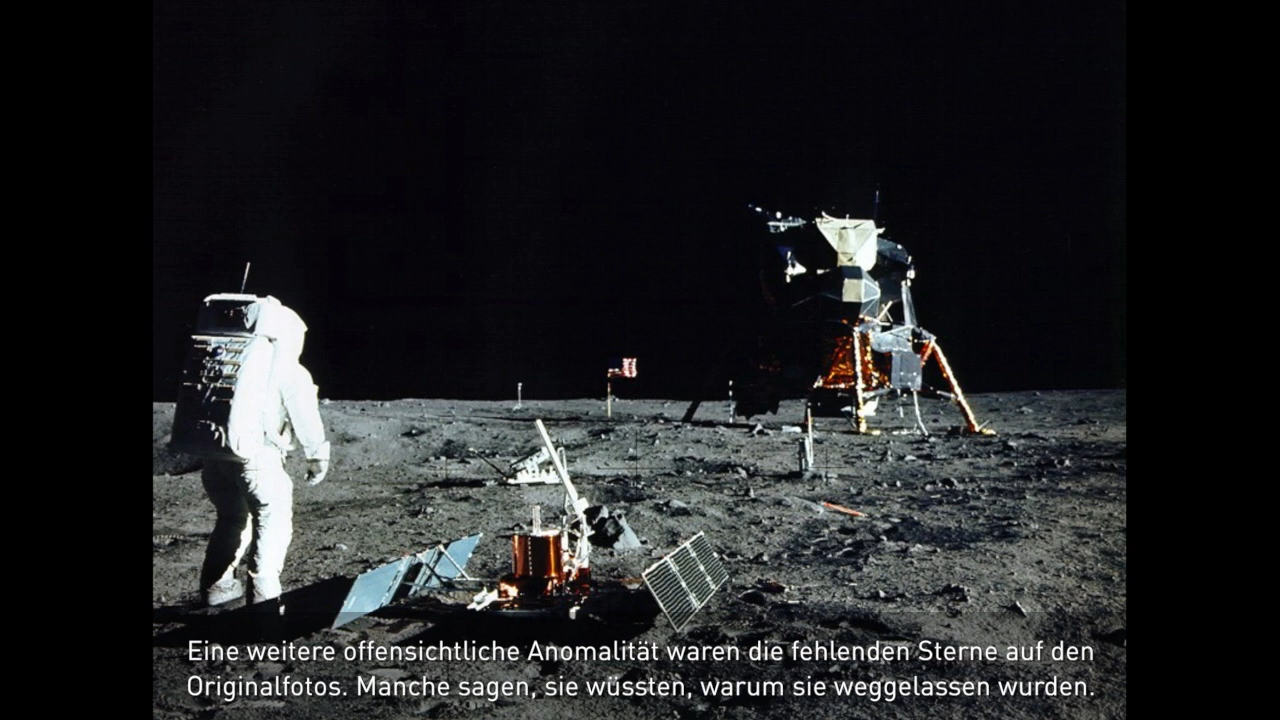 Eine weitere offensichtliche Anomalität waren die fehlenden Sterne auf den
Originalfotos. Manche sagen, sie wüssten, warum sie weggelassen wurden.